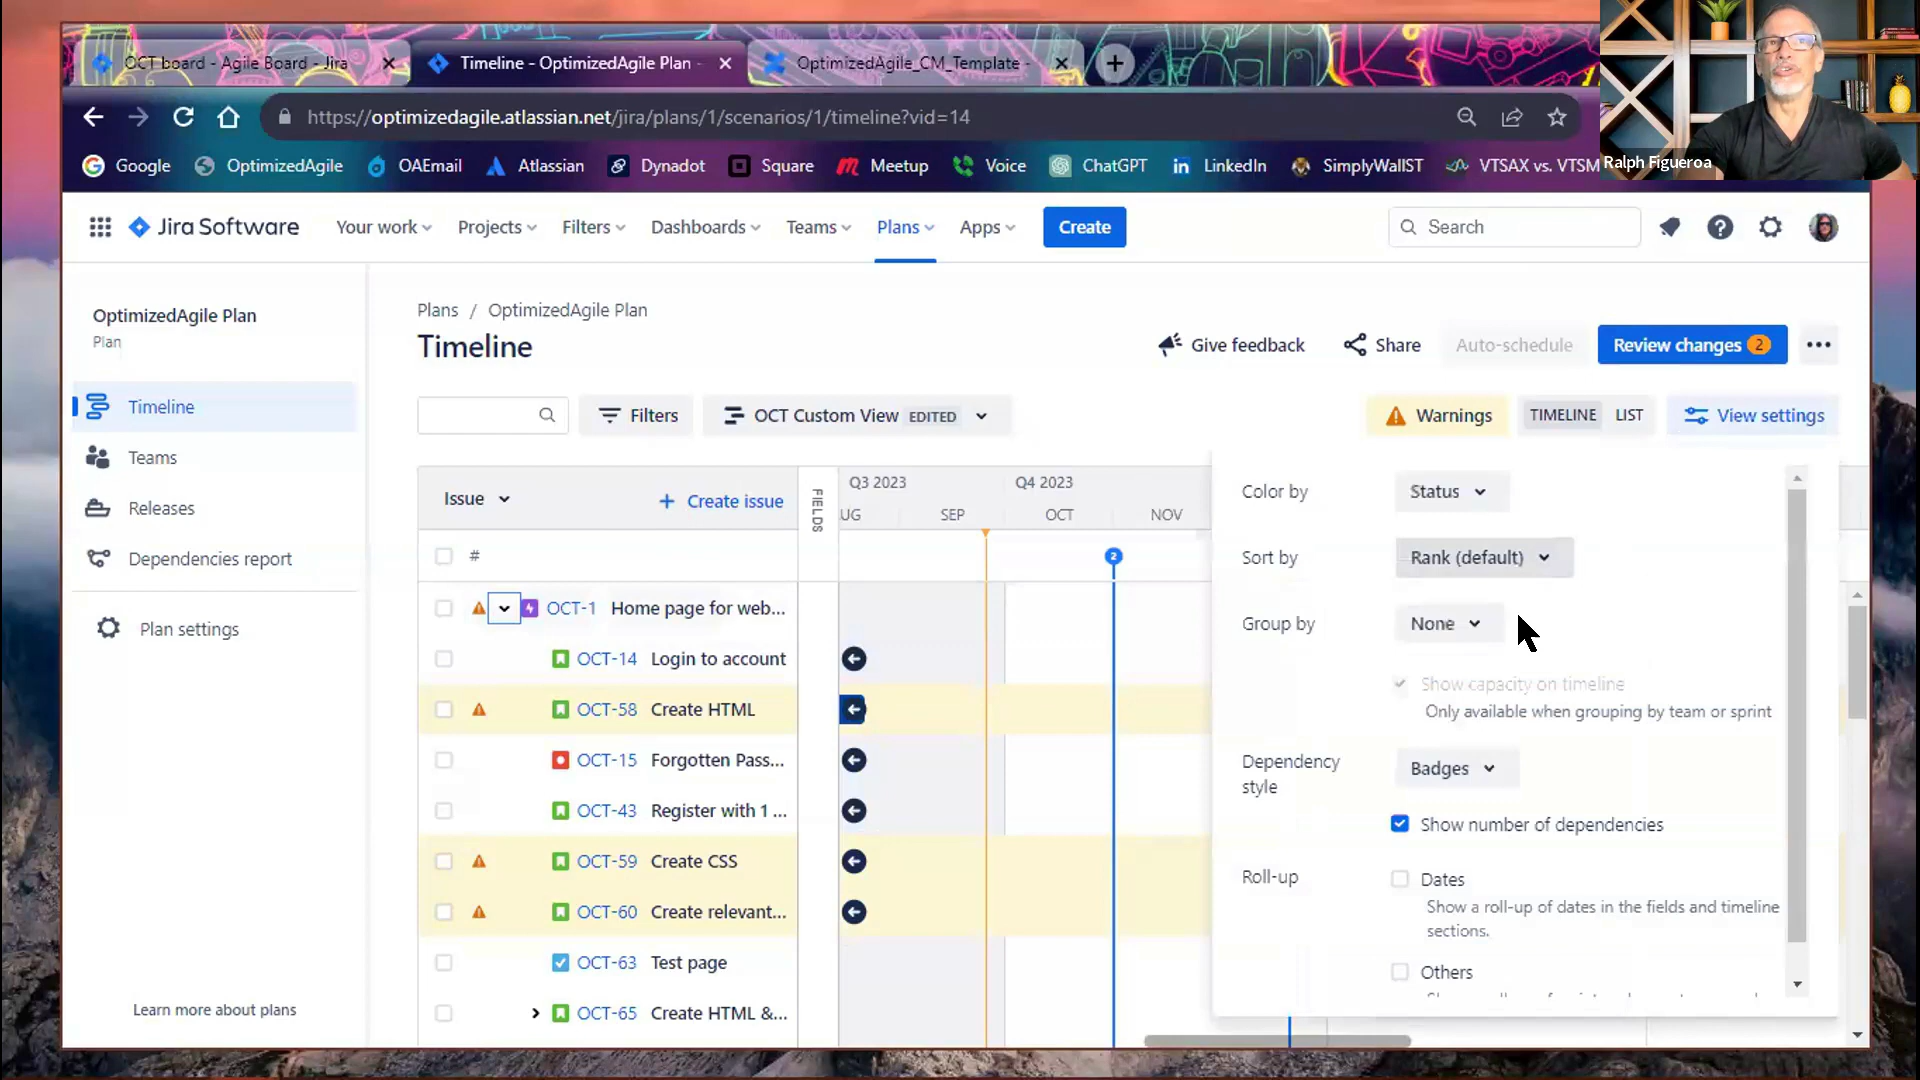 OCT board - Agile Board - Jira
Timeline - OptimizedAgile Plan -
OptimizedAgile_CM_Template -
https://optimizedagile.atlassian.net/jira/plans/1/scenarios/1/timeline?vid=14
Google
OptimizedAgile
OAEmail
Atlassian
Dynadot
Square
Meetup
Voice
ChatGPT
LinkedIn
SimplyWallST
VTSAX vs. VTSM
Ralph Figueroa
Jira Software
Your work
Projects
Filters
Dashboards
Teams
Plans
Apps
Create
Search
OptimizedAgile Plan
Plan
Timeline
Teams
Releases
Dependencies report
Plan settings
Learn more about plans
Plans / OptimizedAgile Plan
Timeline
Give feedback
Share
Auto-schedule
Review changes 2
Filters
OCT Custom View EDITED
Warnings
TIMELINE
LIST
View settings
Issue
+ Create issue
FIELDS
Q3 2023
Q4 2023
UG
SEP
OCT
NOV
#
2
OCT-1 Home page for web...
OCT-14 Login to account
OCT-58 Create HTML
OCT-15 Forgotten Pass...
OCT-43 Register with 1 ...
OCT-59 Create CSS
OCT-60 Create relevant...
OCT-63 Test page
OCT-65 Create HTML &...
Color by
Status
Sort by
Rank (default)
Group by
None
Show capacity on timeline
Only available when grouping by team or sprint
Dependency
style
Badges
Show number of dependencies
Roll-up
Dates
Show a roll-up of dates in the fields and timeline
sections.
Others